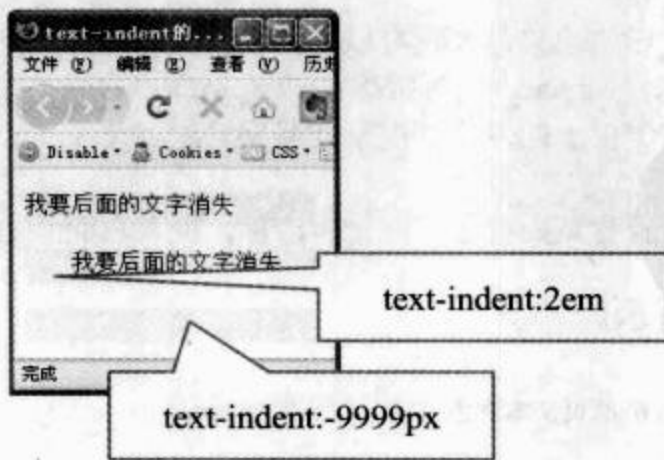 text-indent的...
文件(F) 编辑(E) 查看(V) 历史
Disable Cookies CSS
我要后面的文字消失
我要后面的文字消失
text-indent:2em
完成
text-indent:-9999px